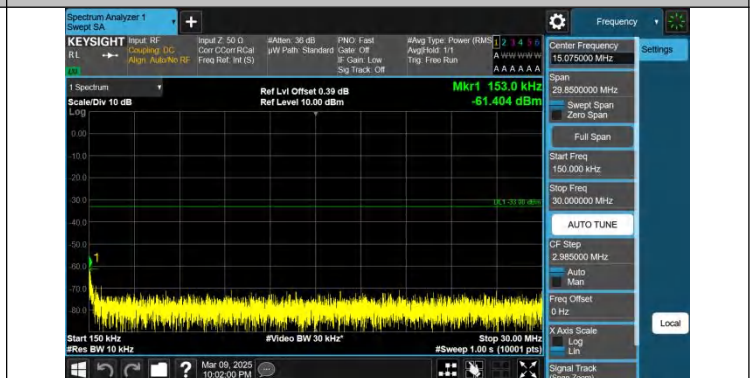 Spectrum Analyzer 1
Swept SA
+
Frequency
KEYSIGHT
RL
Input: RF
Coupling: DC
Align: Auto/No RF
Input Z: 50 Ω
Corr CCorr RCal
Freq Ref: Int (S)
#Atten: 36 dB
µW Path: Standard
PNO: Fast
Gate: Off
IF Gain: Low
Sig Track: Off
#Avg Type: Power (RMS
Avg|Hold: 1/1
Trig: Free Run
1 2 3 4 5 6
A W W W W W
A A A A A A
1 Spectrum
Scale/Div 10 dB
Log
Ref Lvl Offset 0.39 dB
Ref Level 10.00 dBm
Mkr1 153.0 kHz
-61.404 dBm
0.00
-10.0
-20.0
-30.0
-40.0
-50.0
-60.0
-70.0
-80.0
1
Start 150 kHz
#Res BW 10 kHz
#Video BW 30 kHz*
Stop 30.00 MHz
#Sweep 1.00 s (10001 pts)
Mar 09, 2025
10:02:00 PM
?
Center Frequency
15.075000 MHz
Settings
Span
29.8500000 MHz
Swept Span
Zero Span
Full Span
Start Freq
150.000 kHz
Stop Freq
30.000000 MHz
AUTO TUNE
CF Step
2.985000 MHz
Auto
Man
Freq Offset
0 Hz
X Axis Scale
Log
Lin
Local
Signal Track
(Span Zoom)